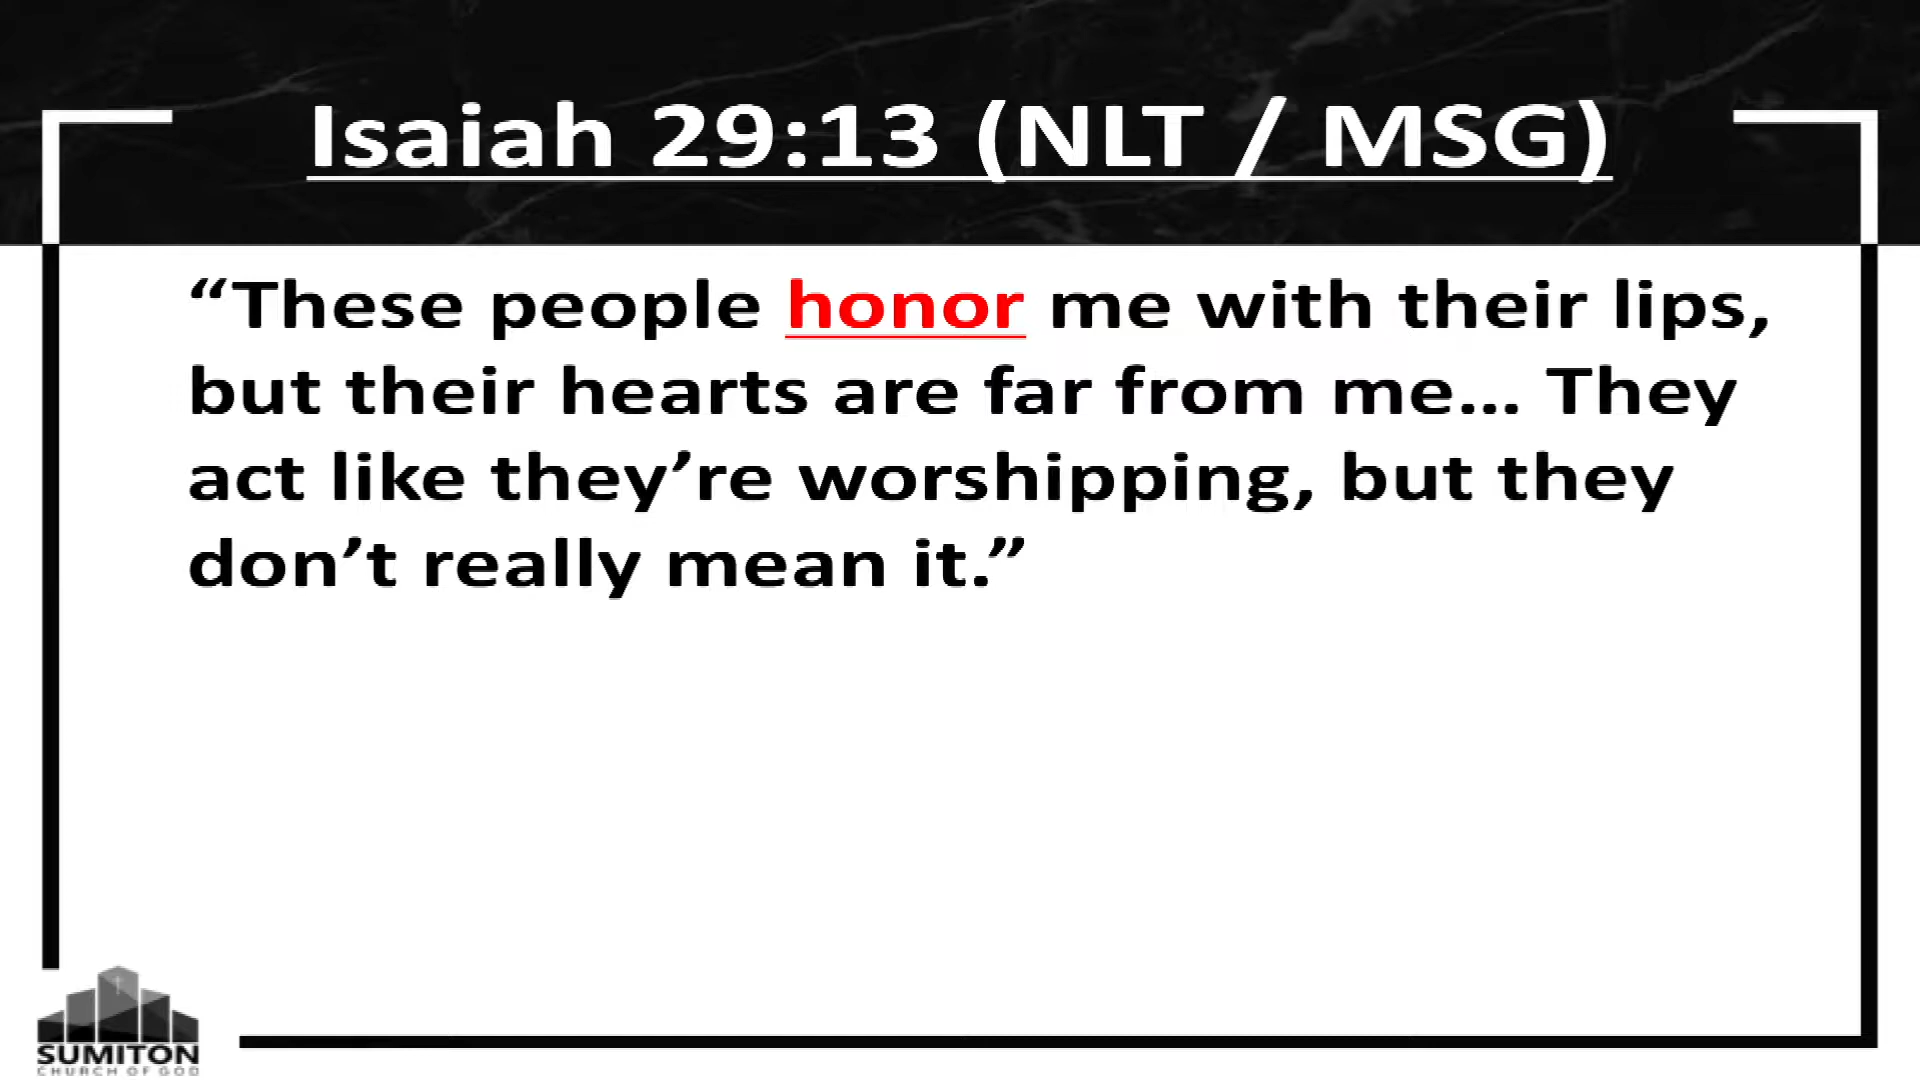 Isaiah 29:13 (NLT / MSG)
“These people honor me with their lips,
but their hearts are far from me... They
act like they’re worshipping, but they
don’t really mean it.”
SUMITON
CHURCH OF GOD